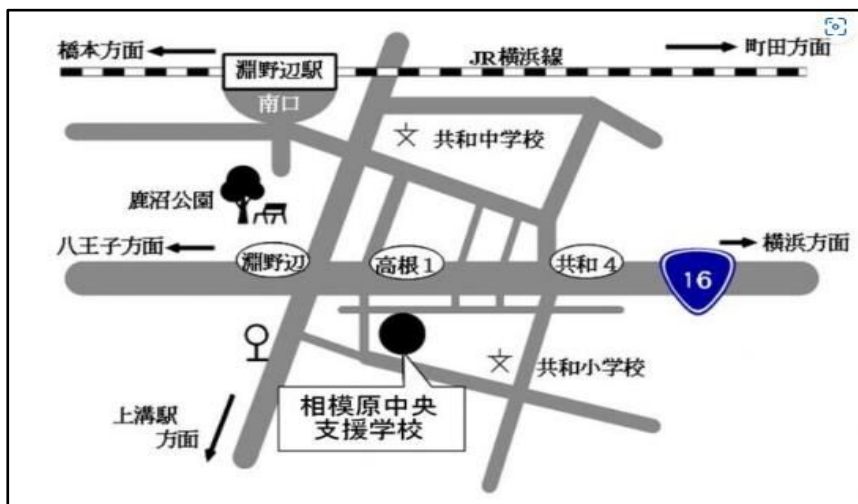 橋本方面
淵野辺駅
JR横浜線
町田方面
南口
共和中学校
鹿沼公園
八王子方面
淵野辺
高根1
共和4
横浜方面
16
共和小学校
上溝駅
方面
相模原中央
支援学校